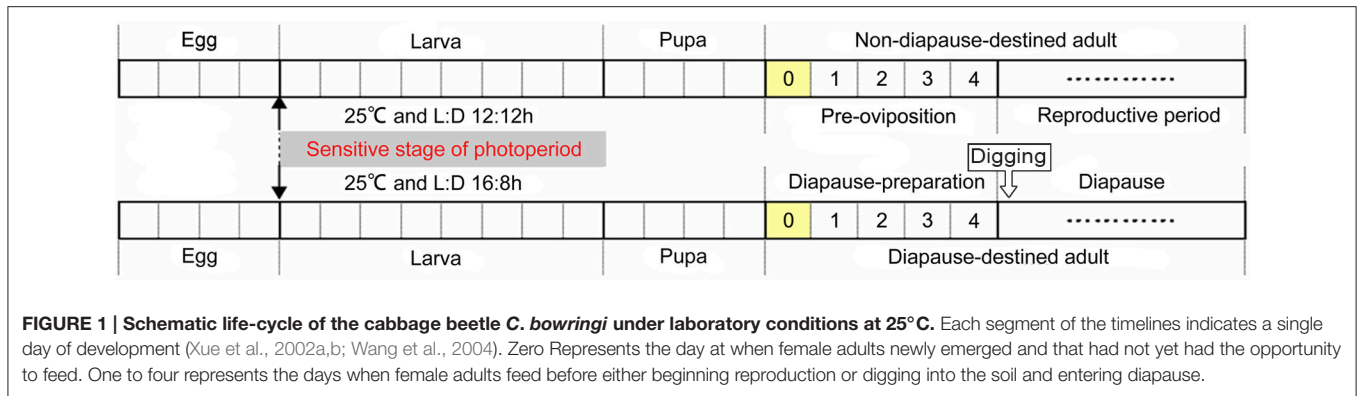 Egg Larva Pupa Non-diapause-destined adult
0 1 2 3 4 …………
25℃ and L:D 12:12h Pre-oviposition Reproductive period
Sensitive stage of photoperiod Digging
25℃ and L:D 16:8h Diapause-preparation Diapause
0 1 2 3 4 …………
Egg Larva Pupa Diapause-destined adult
FIGURE 1 | Schematic life-cycle of the cabbage beetle C. bowringi under laboratory conditions at 25°C. Each segment of the timelines indicates a single
day of development (Xue et al., 2002a,b; Wang et al., 2004). Zero Represents the day at when female adults newly emerged and that had not yet had the opportunity
to feed. One to four represents the days when female adults feed before either beginning reproduction or digging into the soil and entering diapause.